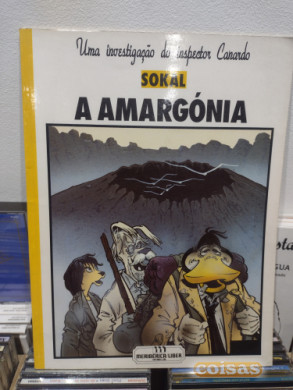 Uma investigação do Inspector Canardo
SOKAL
A AMARGÓNIA
MERIBÉRICA/LIBER
coisas